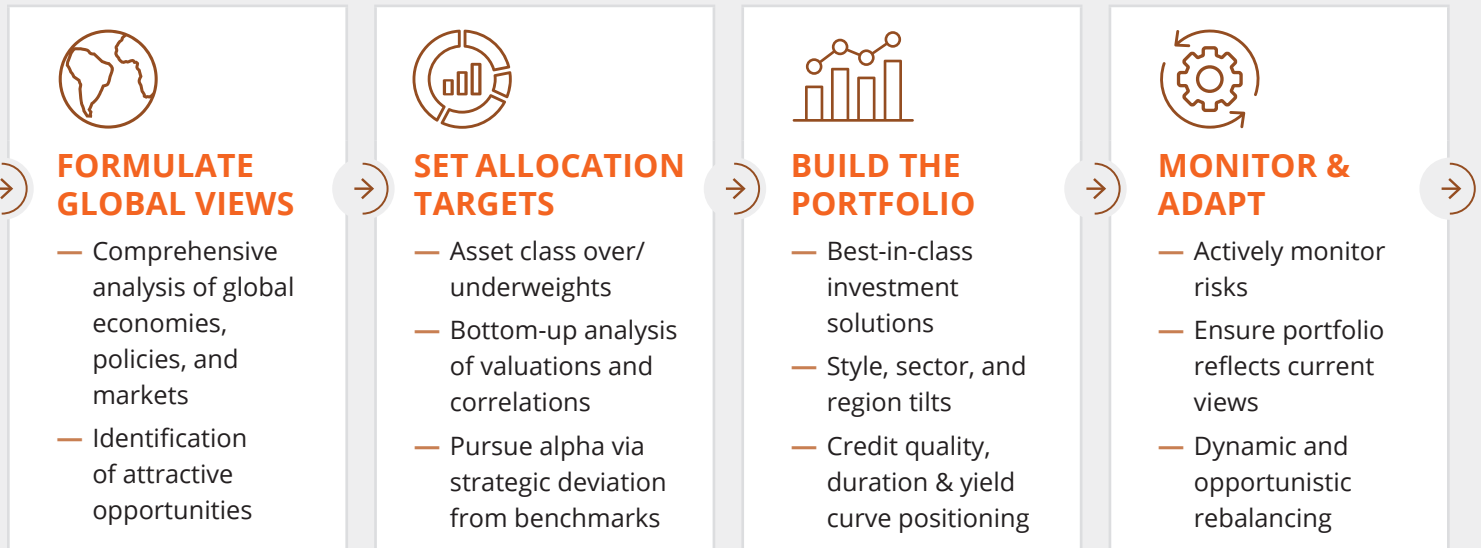 FORMULATE
GLOBAL VIEWS
— Comprehensive
analysis of global
economies,
policies, and
markets
— Identification
of attractive
opportunities
SET ALLOCATION
TARGETS
— Asset class over/
underweights
— Bottom-up analysis
of valuations and
correlations
— Pursue alpha via
strategic deviation
from benchmarks
BUILD THE
PORTFOLIO
— Best-in-class
investment
solutions
— Style, sector, and
region tilts
— Credit quality,
duration & yield
curve positioning
MONITOR &
ADAPT
— Actively monitor
risks
— Ensure portfolio
reflects current
views
— Dynamic and
opportunistic
rebalancing